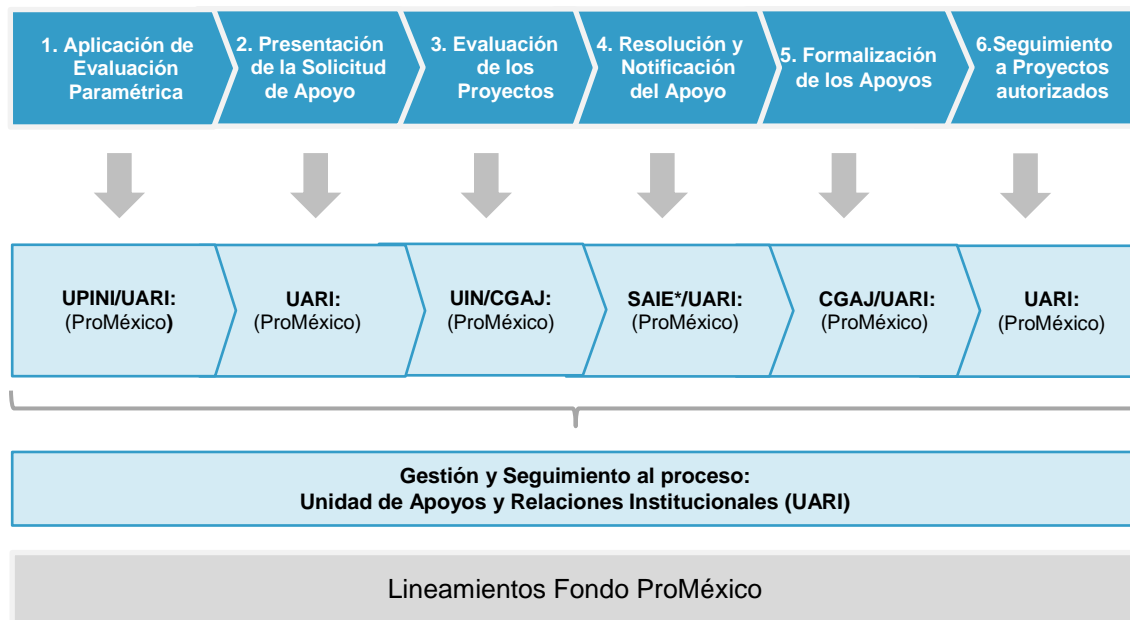 1. Aplicación de
Evaluación
Paramétrica
2. Presentación
de la Solicitud
de Apoyo
3. Evaluación
de los
Proyectos
4. Resolución y
Notificación
del Apoyo
5. Formalización
de los Apoyos
6.Seguimiento
a Proyectos
autorizados
UPINI/UARI:
(ProMéxico)
UARI:
(ProMéxico)
UIN/CGAJ:
(ProMéxico)
SAIE*/UARI:
(ProMéxico)
CGAJ/UARI:
(ProMéxico)
UARI:
(ProMéxico)
Gestión y Seguimiento al proceso:
Unidad de Apoyos y Relaciones Institucionales (UARI)
Lineamientos Fondo ProMéxico